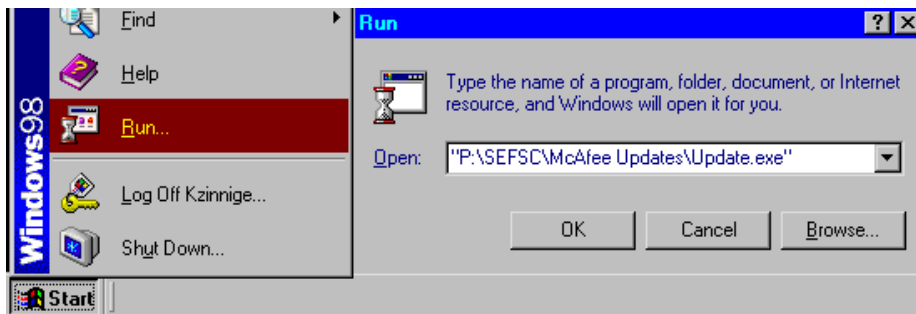 Windows98
Find
Help
Run...
Log Off Kzinnige...
Shut Down...
Start
Run
Type the name of a program, folder, document, or Internet
resource, and Windows will open it for you.
Open: "P:\SEFSC\McAfee Updates\Update.exe"
OK Cancel Browse...